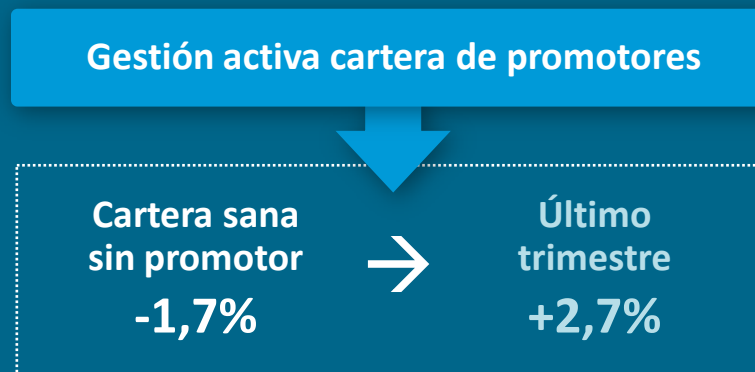 Gestión activa cartera de promotores
Cartera sana
sin promotor
-1,7%
→
Último
trimestre
+2,7%